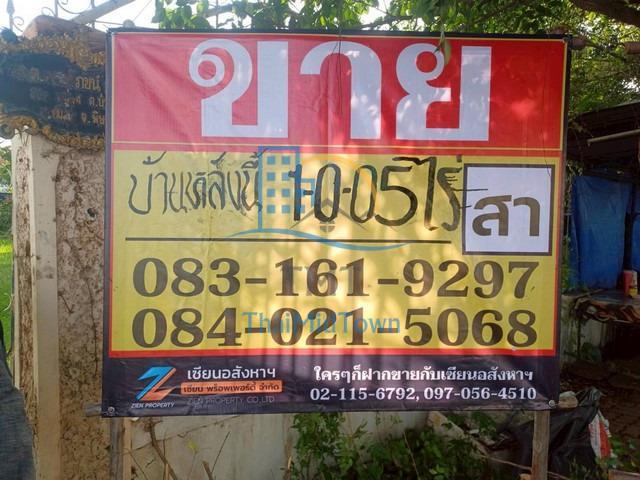 ขาย
บ้านหลังนี้ 1-0-05 ไร่
สา
083-161-9297
084-021-5068
ThaiMiuTown
เซียนอสังหาฯ
เซียน พร็อพเพอร์ตี้ จำกัด
ZIEN PROPERTY CO.,LTD
ZIEN PROPERTY
ใครๆก็ฝากขายกับเซียนอสังหาฯ
02-115-6792, 097-056-4510